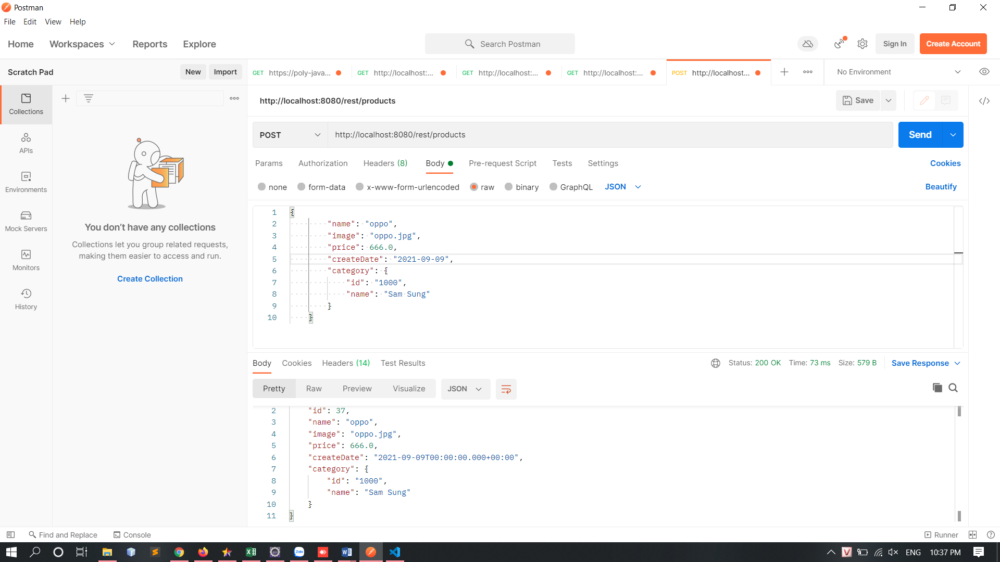 Postman
File Edit View Help
Home Workspaces Reports Explore Search Postman Sign In Create Account
Scratch Pad New Import GET https://poly-java... GET http://localhost:... GET http://localhost:... GET http://localhost:... POST http://localhost... No Environment
http://localhost:8080/rest/products Save
Collections
APIs
Environments
Mock Servers
Monitors
History
You don't have any collections
Collections let you group related requests,
making them easier to access and run.
Create Collection
POST http://localhost:8080/rest/products Send
Params Authorization Headers (8) Body Pre-request Script Tests Settings Cookies
none form-data x-www-form-urlencoded raw binary GraphQL JSON Beautify
1 {
2 "name": "oppo",
3 "image": "oppo.jpg",
4 "price": 666.0,
5 "createDate": "2021-09-09",
6 "category": {
7 "id": "1000",
8 "name": "Sam Sung"
9 }
10 }
Body Cookies Headers (14) Test Results Status: 200 OK Time: 73 ms Size: 579 B Save Response
Pretty Raw Preview Visualize JSON
2 "id": 37,
3 "name": "oppo",
4 "image": "oppo.jpg",
5 "price": 666.0,
6 "createDate": "2021-09-09T00:00:00.000+00:00",
7 "category": {
8 "id": "1000",
9 "name": "Sam Sung"
10 }
11 }
Find and Replace Console Runner
Zalo ENG 10:37 PM